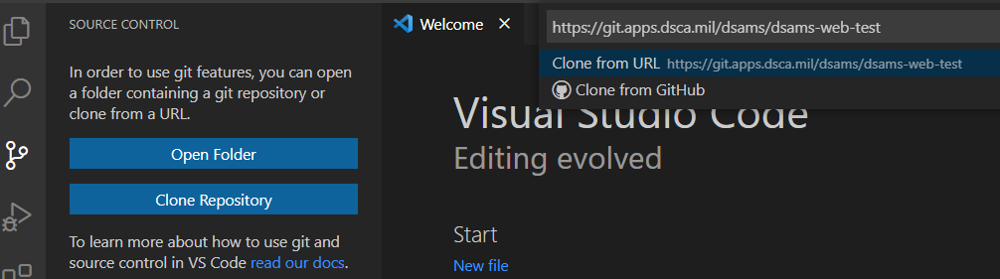 SOURCE CONTROL
In order to use git features, you can open
a folder containing a git repository or
clone from a URL.
Open Folder
Clone Repository
To learn more about how to use git and
source control in VS Code read our docs.
Welcome
https://git.apps.dsca.mil/dsams/dsams-web-test
Clone from URL https://git.apps.dsca.mil/dsams/dsams-web-test
Clone from GitHub
Visual Studio Code
Editing evolved
Start
New file